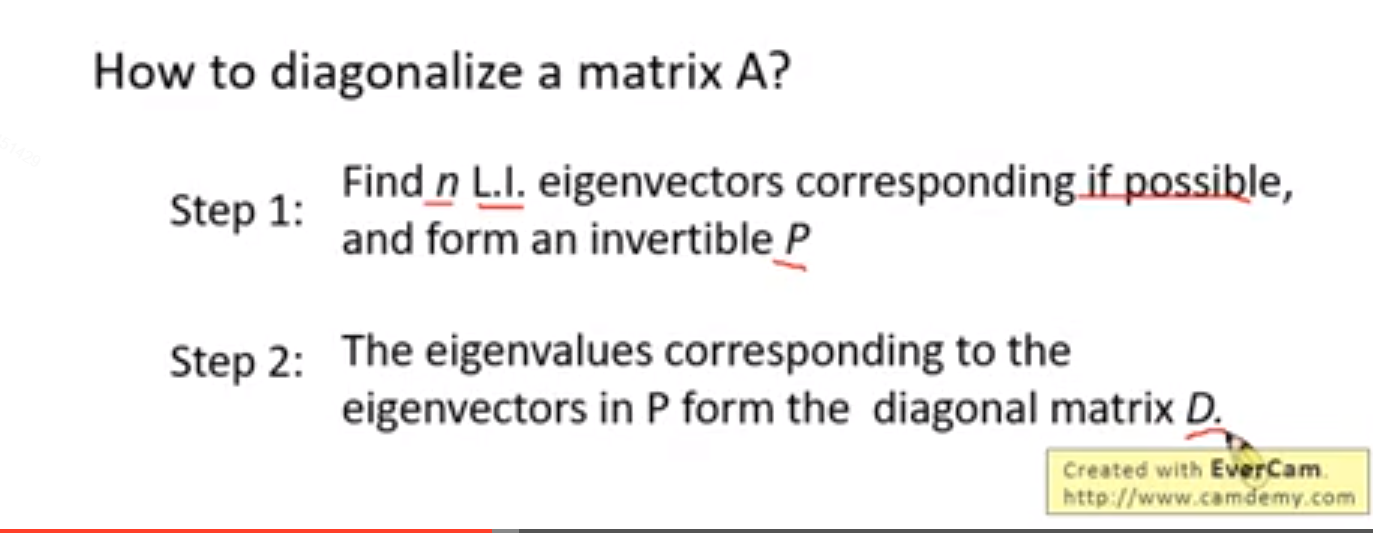 How to diagonalize a matrix A?
Step 1:
Find n L.I. eigenvectors corresponding if possible,
and form an invertible P
Step 2:
The eigenvalues corresponding to the
eigenvectors in P form the diagonal matrix D.
Created with EverCam.
http://www.camdemy.com